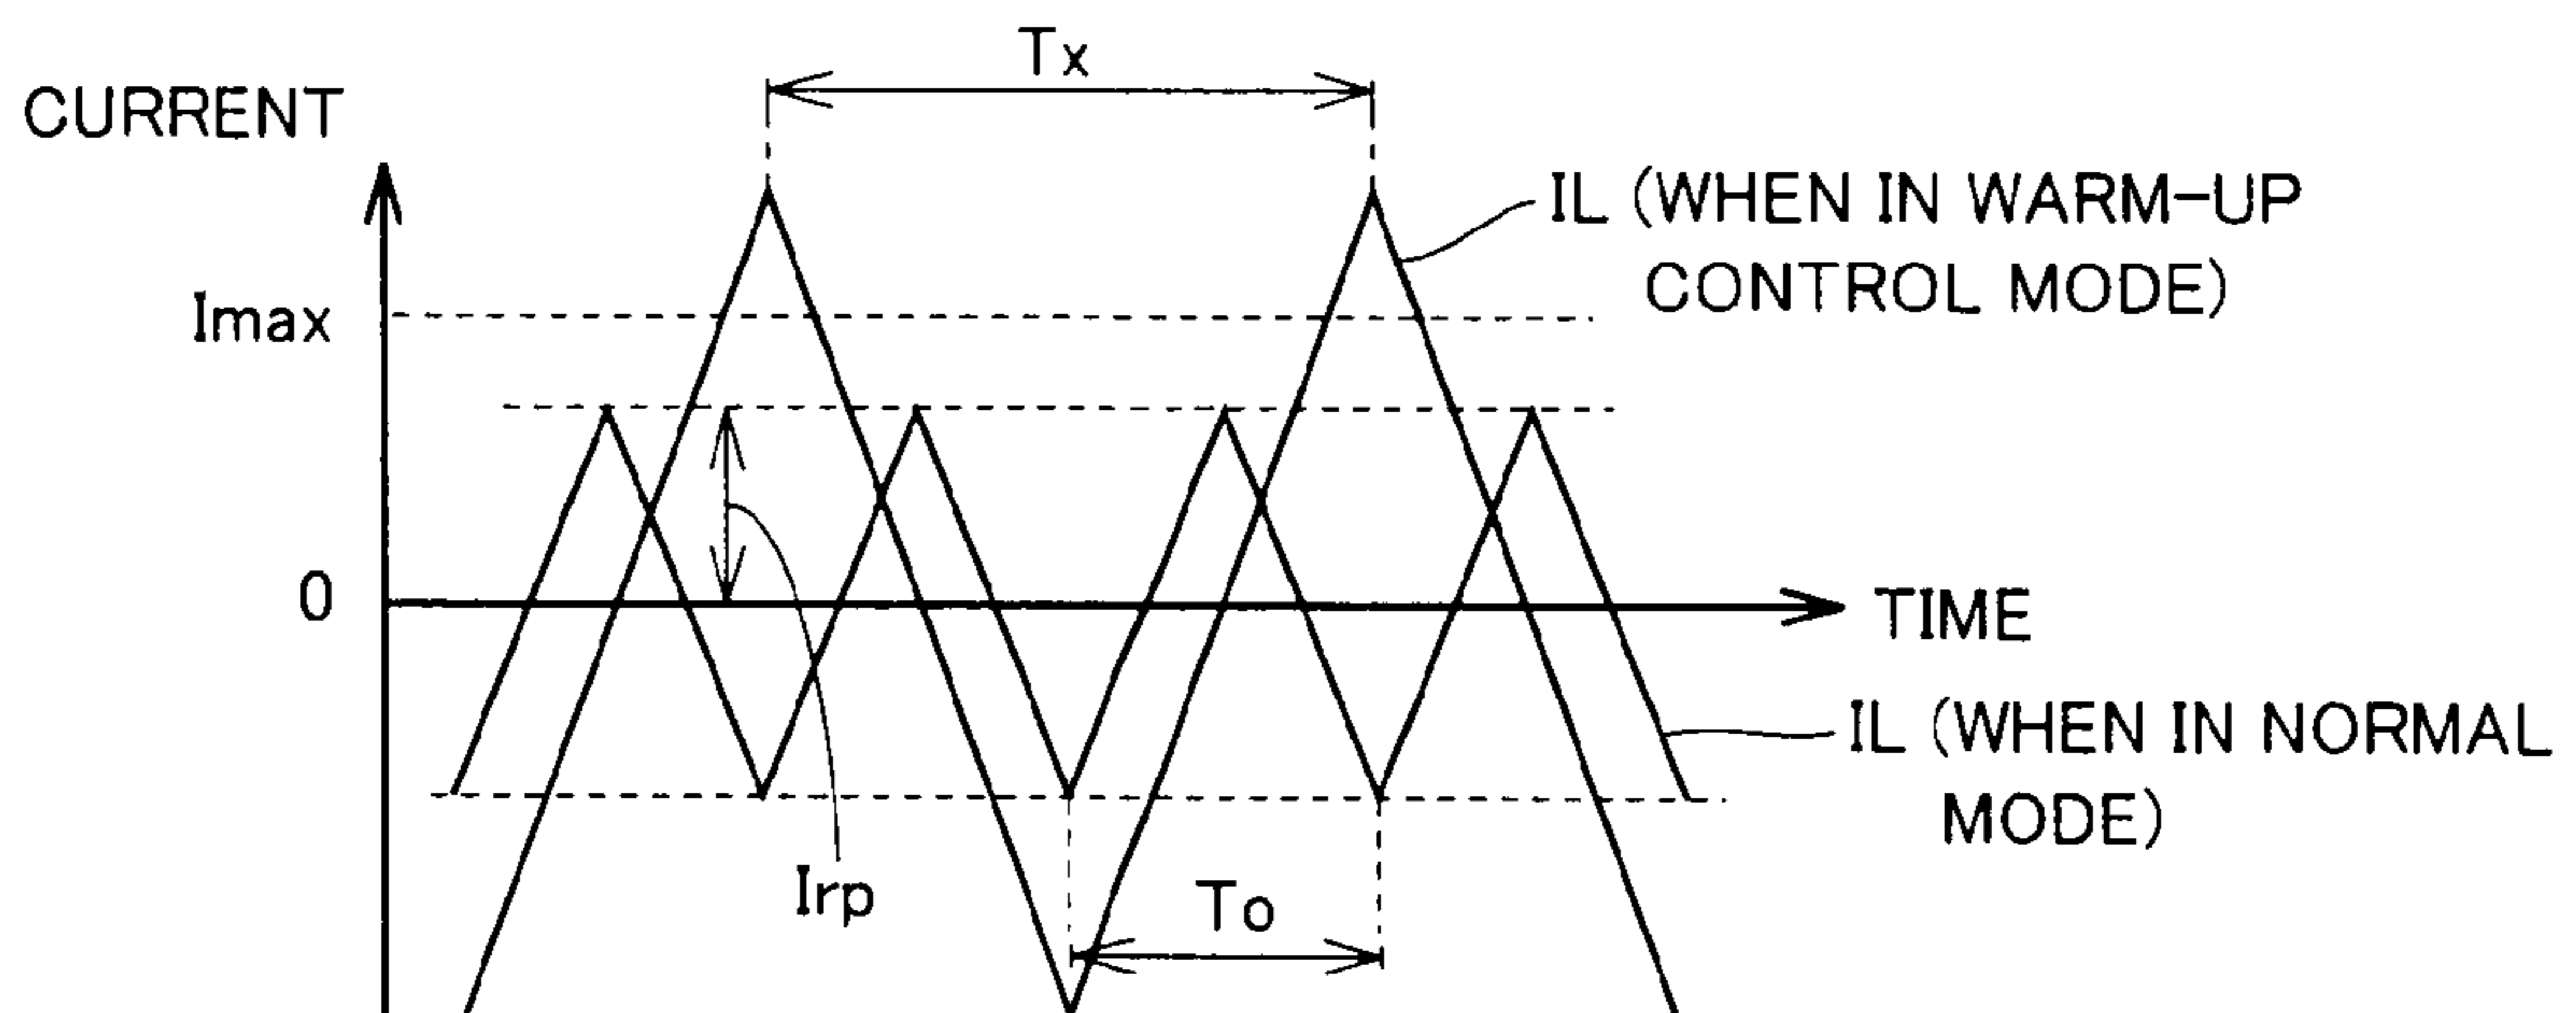 Tx
CURRENT
IL (WHEN IN WARM-UP
CONTROL MODE)
Imax
0
TIME
IL (WHEN IN NORMAL
MODE)
Irp
To